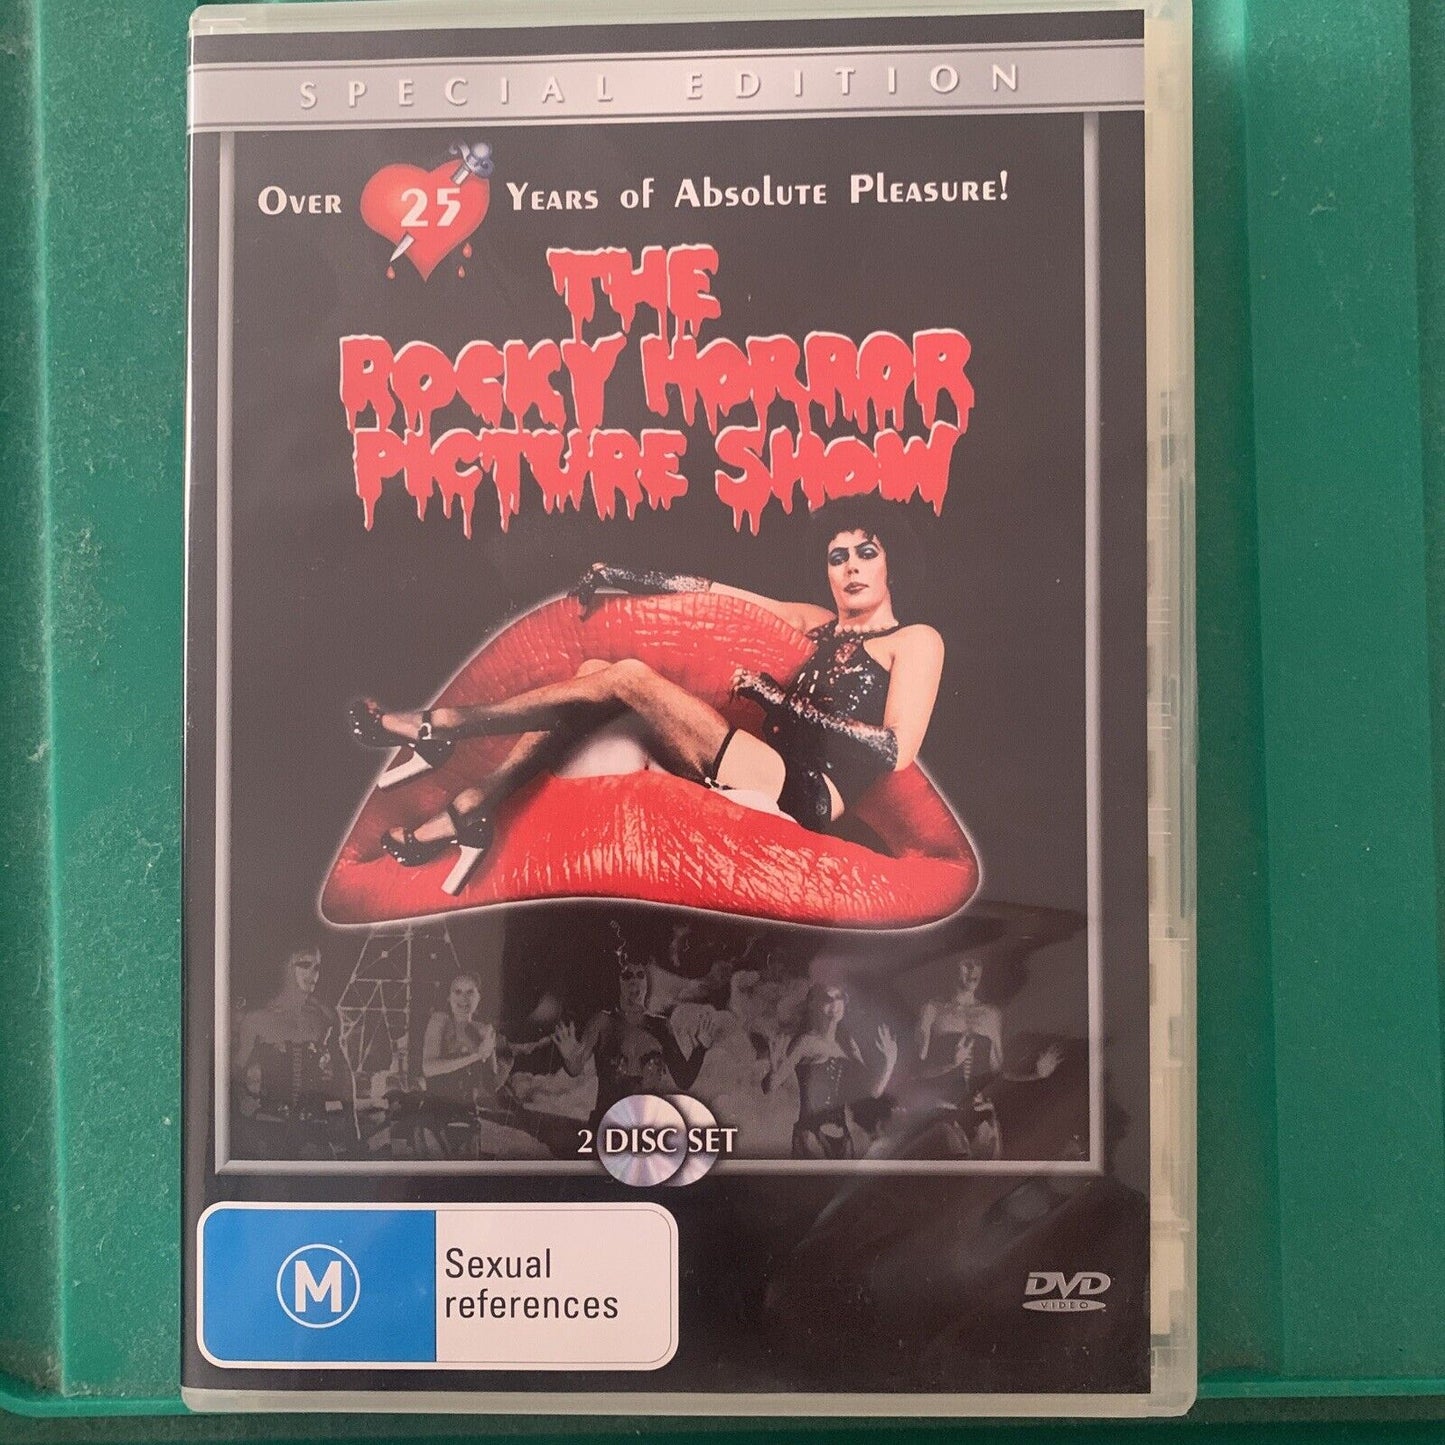 SPECIAL EDITION
OVER 25 YEARS OF ABSOLUTE PLEASURE!
THE
ROCKY HORROR
PICTURE SHOW
2 DISC SET
M
Sexual
references
DVD
VIDEO